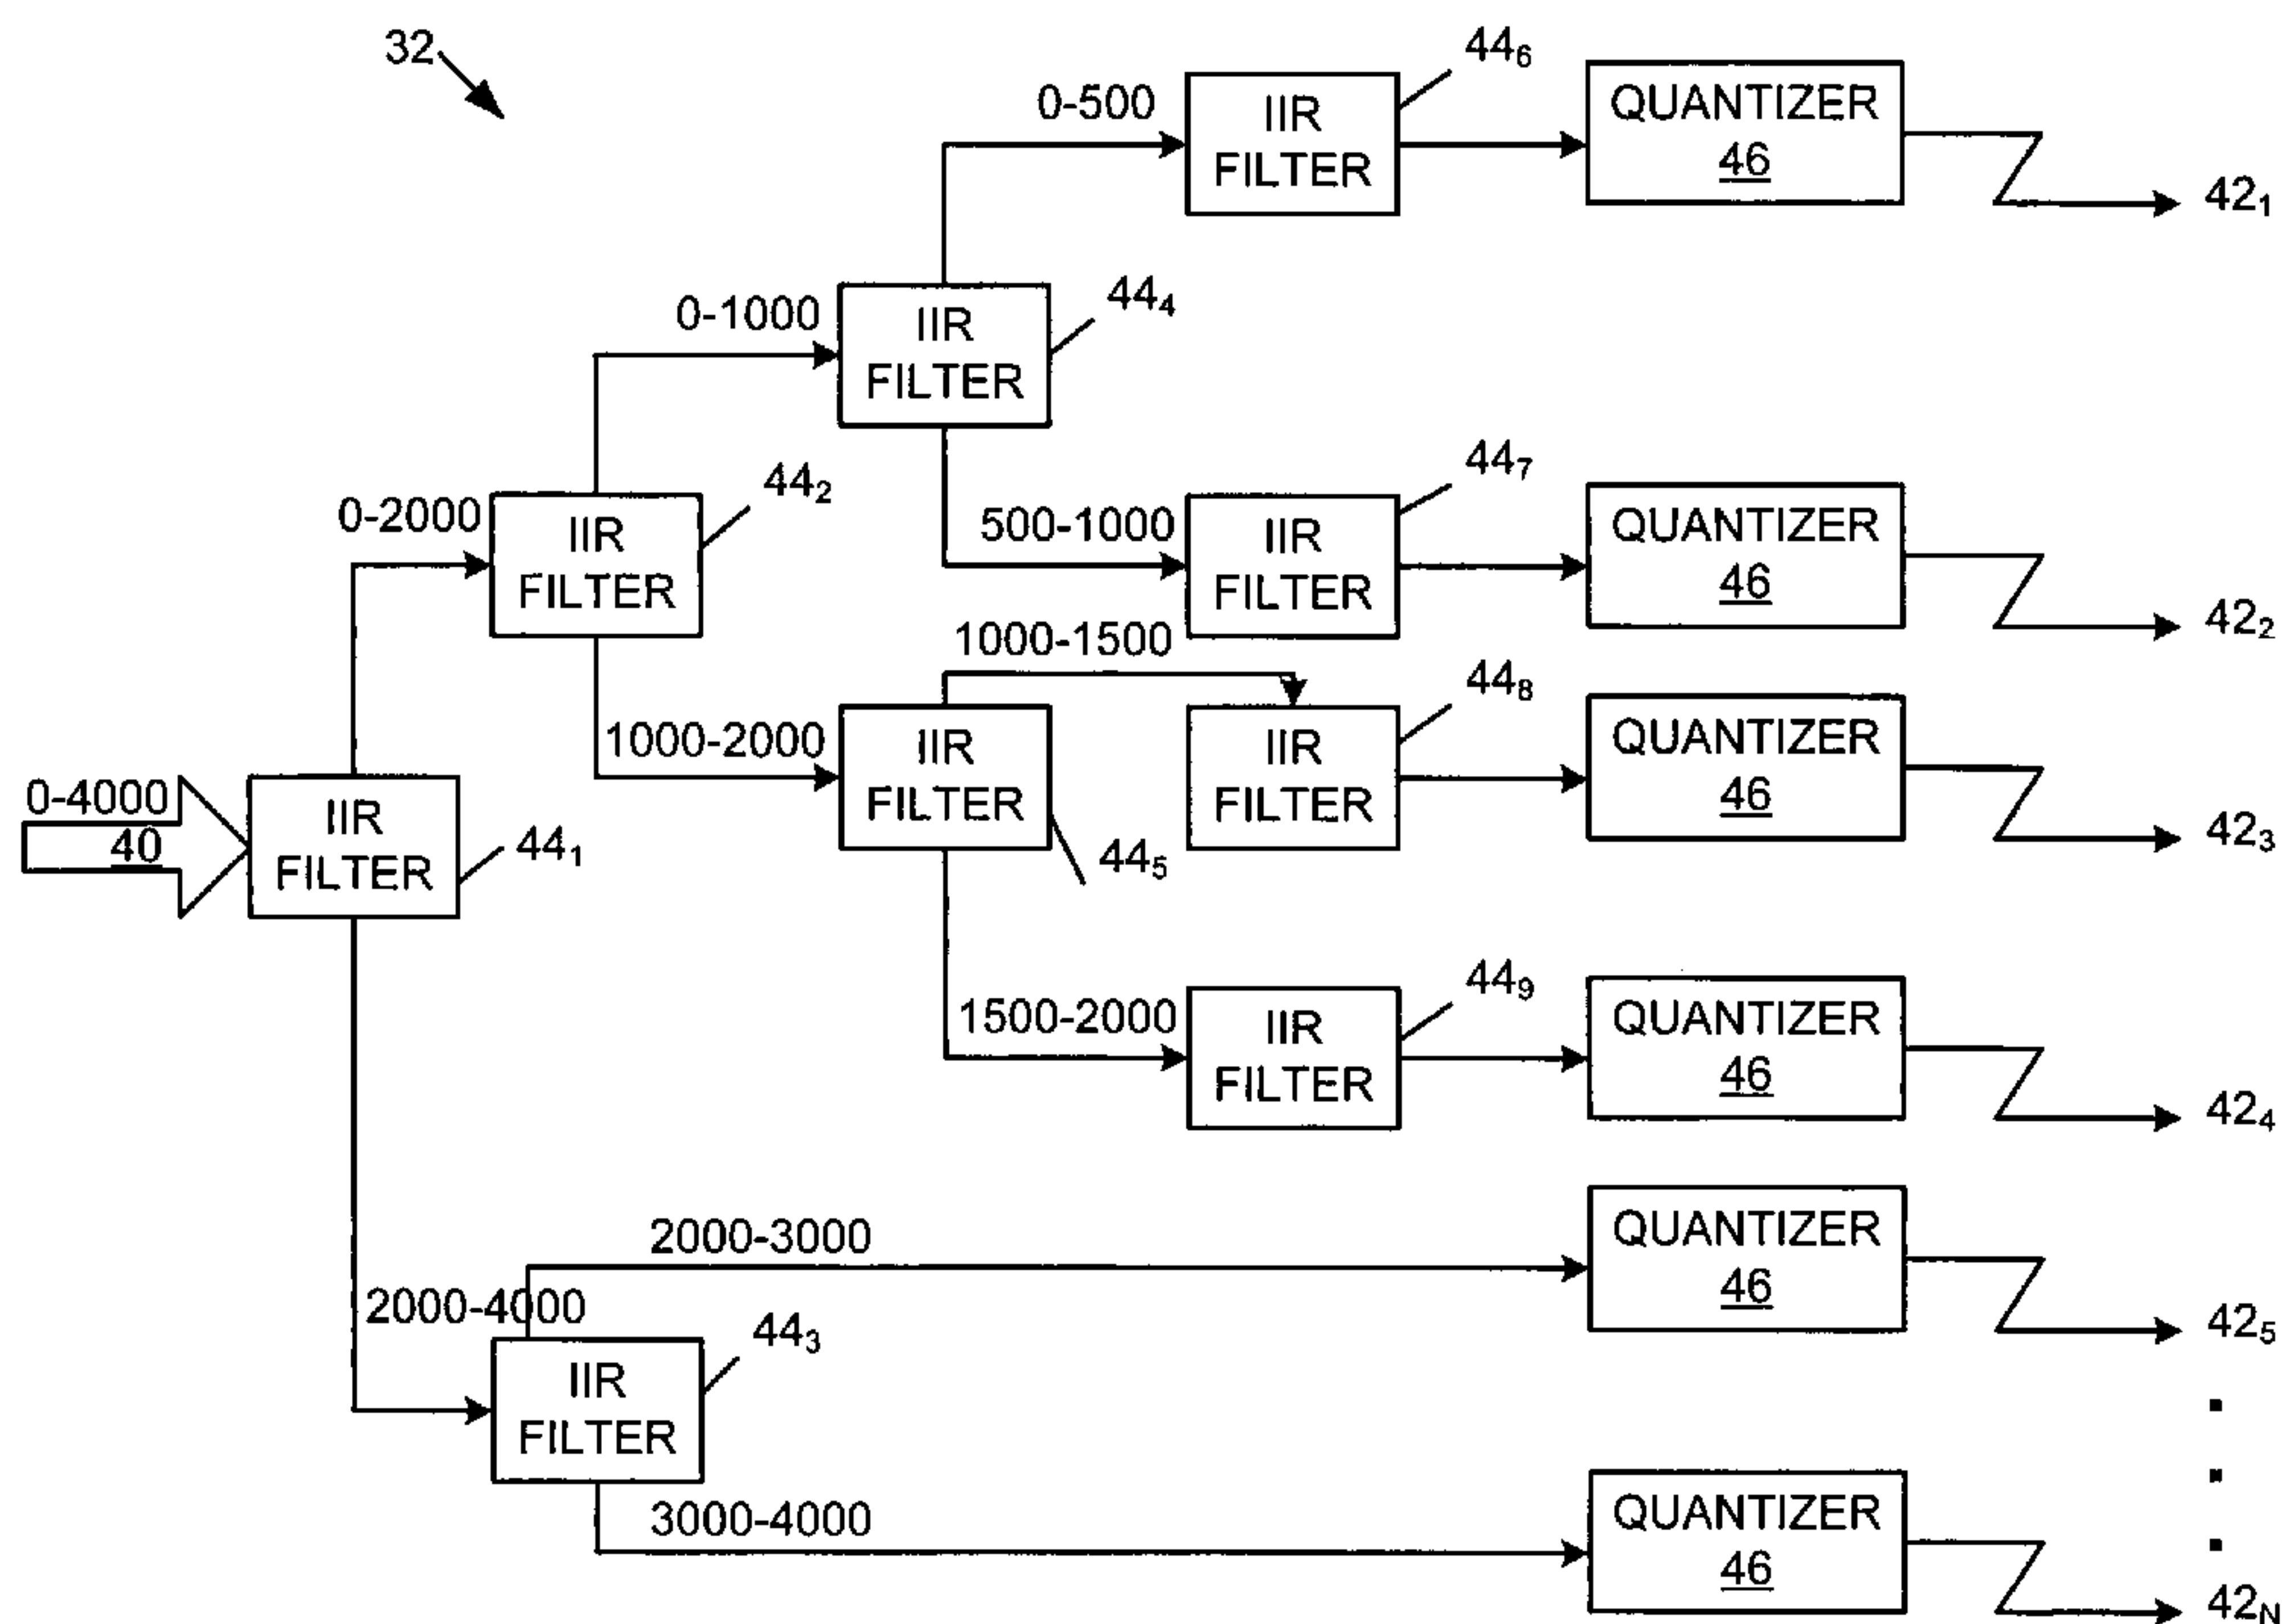 32
0-500
IIR
FILTER
44₆
QUANTIZER
46
42₁
0-1000
IIR
FILTER
44₄
0-2000
IIR
FILTER
44₂
500-1000
IIR
FILTER
44₇
QUANTIZER
46
42₂
1000-1500
1000-2000
IIR
FILTER
44₅
IIR
FILTER
44₈
QUANTIZER
46
42₃
0-4000
40
IIR
FILTER
44₁
1500-2000
IIR
FILTER
44₉
QUANTIZER
46
42₄
2000-3000
QUANTIZER
46
42₅
2000-4000
IIR
FILTER
44₃
3000-4000
QUANTIZER
46
42N